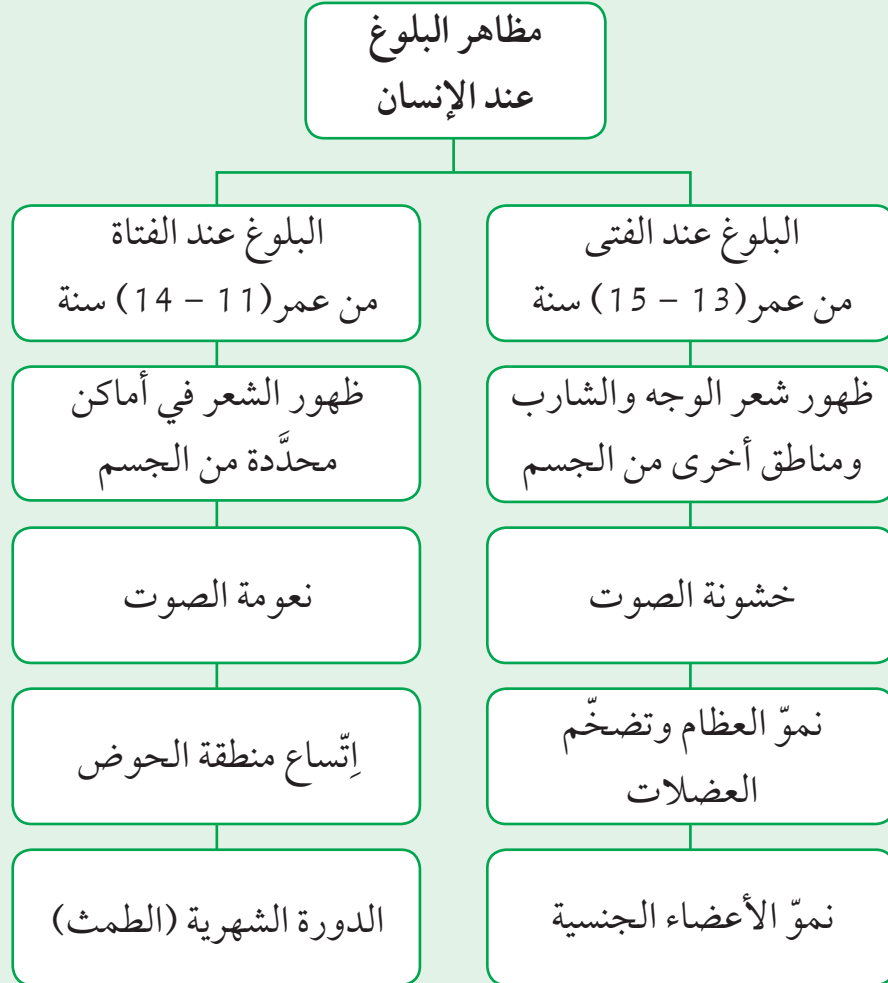 مظاهر البلوغ
عند الإنسان
البلوغ عند الفتى
من عمر (13 – 15) سنة
ظهور شعر الوجه والشارب
ومناطق أخرى من الجسم
خشونة الصوت
نموّ العظام وتضخّم
العضلات
نموّ الأعضاء الجنسية
البلوغ عند الفتاة
من عمر (11 – 14) سنة
ظهور الشعر في أماكن
محدَّدة من الجسم
نعومة الصوت
اِتّساع منطقة الحوض
الدورة الشهرية (الطمث)